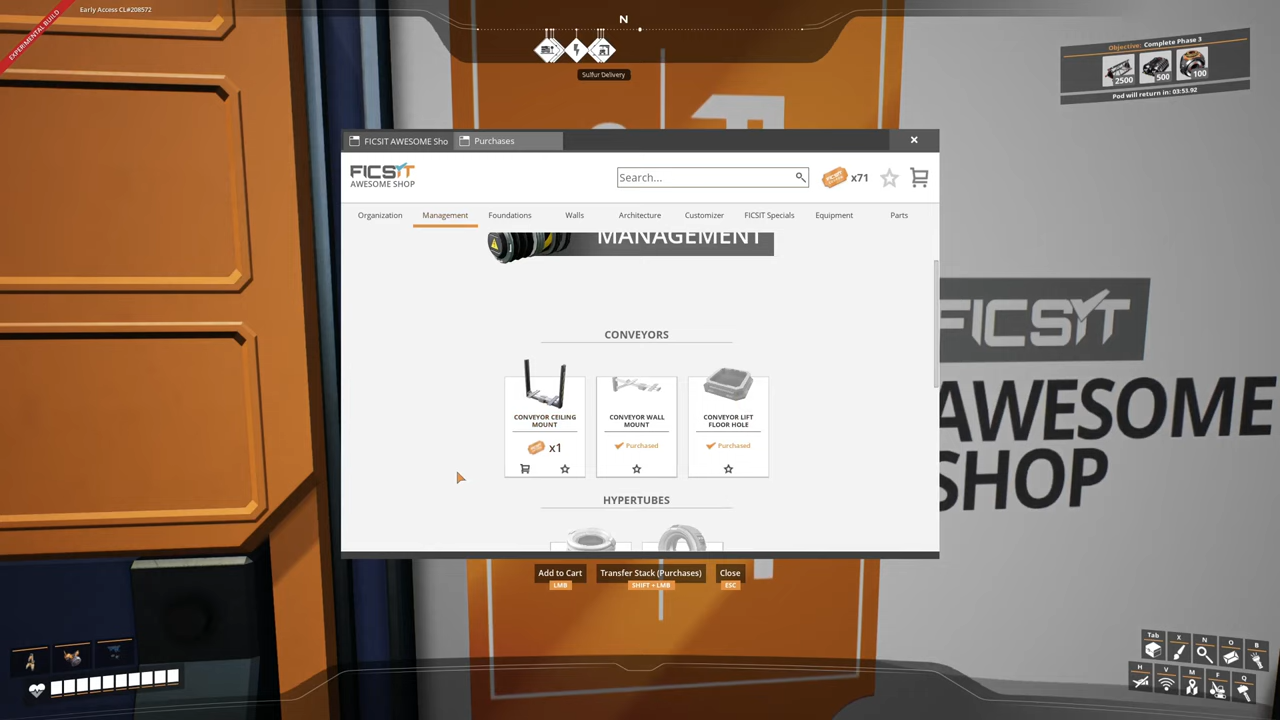 Early Access CL#208572
EXPERIMENTAL BUILD
N
Sulfur Delivery
Objective: Complete Phase 3
2500
500
100
Pod will return in: 03:53.92
FICSIT AWESOME Sho
Purchases
FICSIT
AWESOME SHOP
Search...
x71
Organization
Management
Foundations
Walls
Architecture
Customizer
FICSIT Specials
Equipment
Parts
MANAGEMENT
CONVEYORS
CONVEYOR CEILING
MOUNT
x1
CONVEYOR WALL
MOUNT
Purchased
CONVEYOR LIFT
FLOOR HOLE
Purchased
HYPERTUBES
Add to Cart
LMB
Transfer Stack (Purchases)
SHIFT + LMB
Close
ESC
FICSIT
AWESOME
SHOP
Tab
X
N
O
B
H
V
M
F
Q